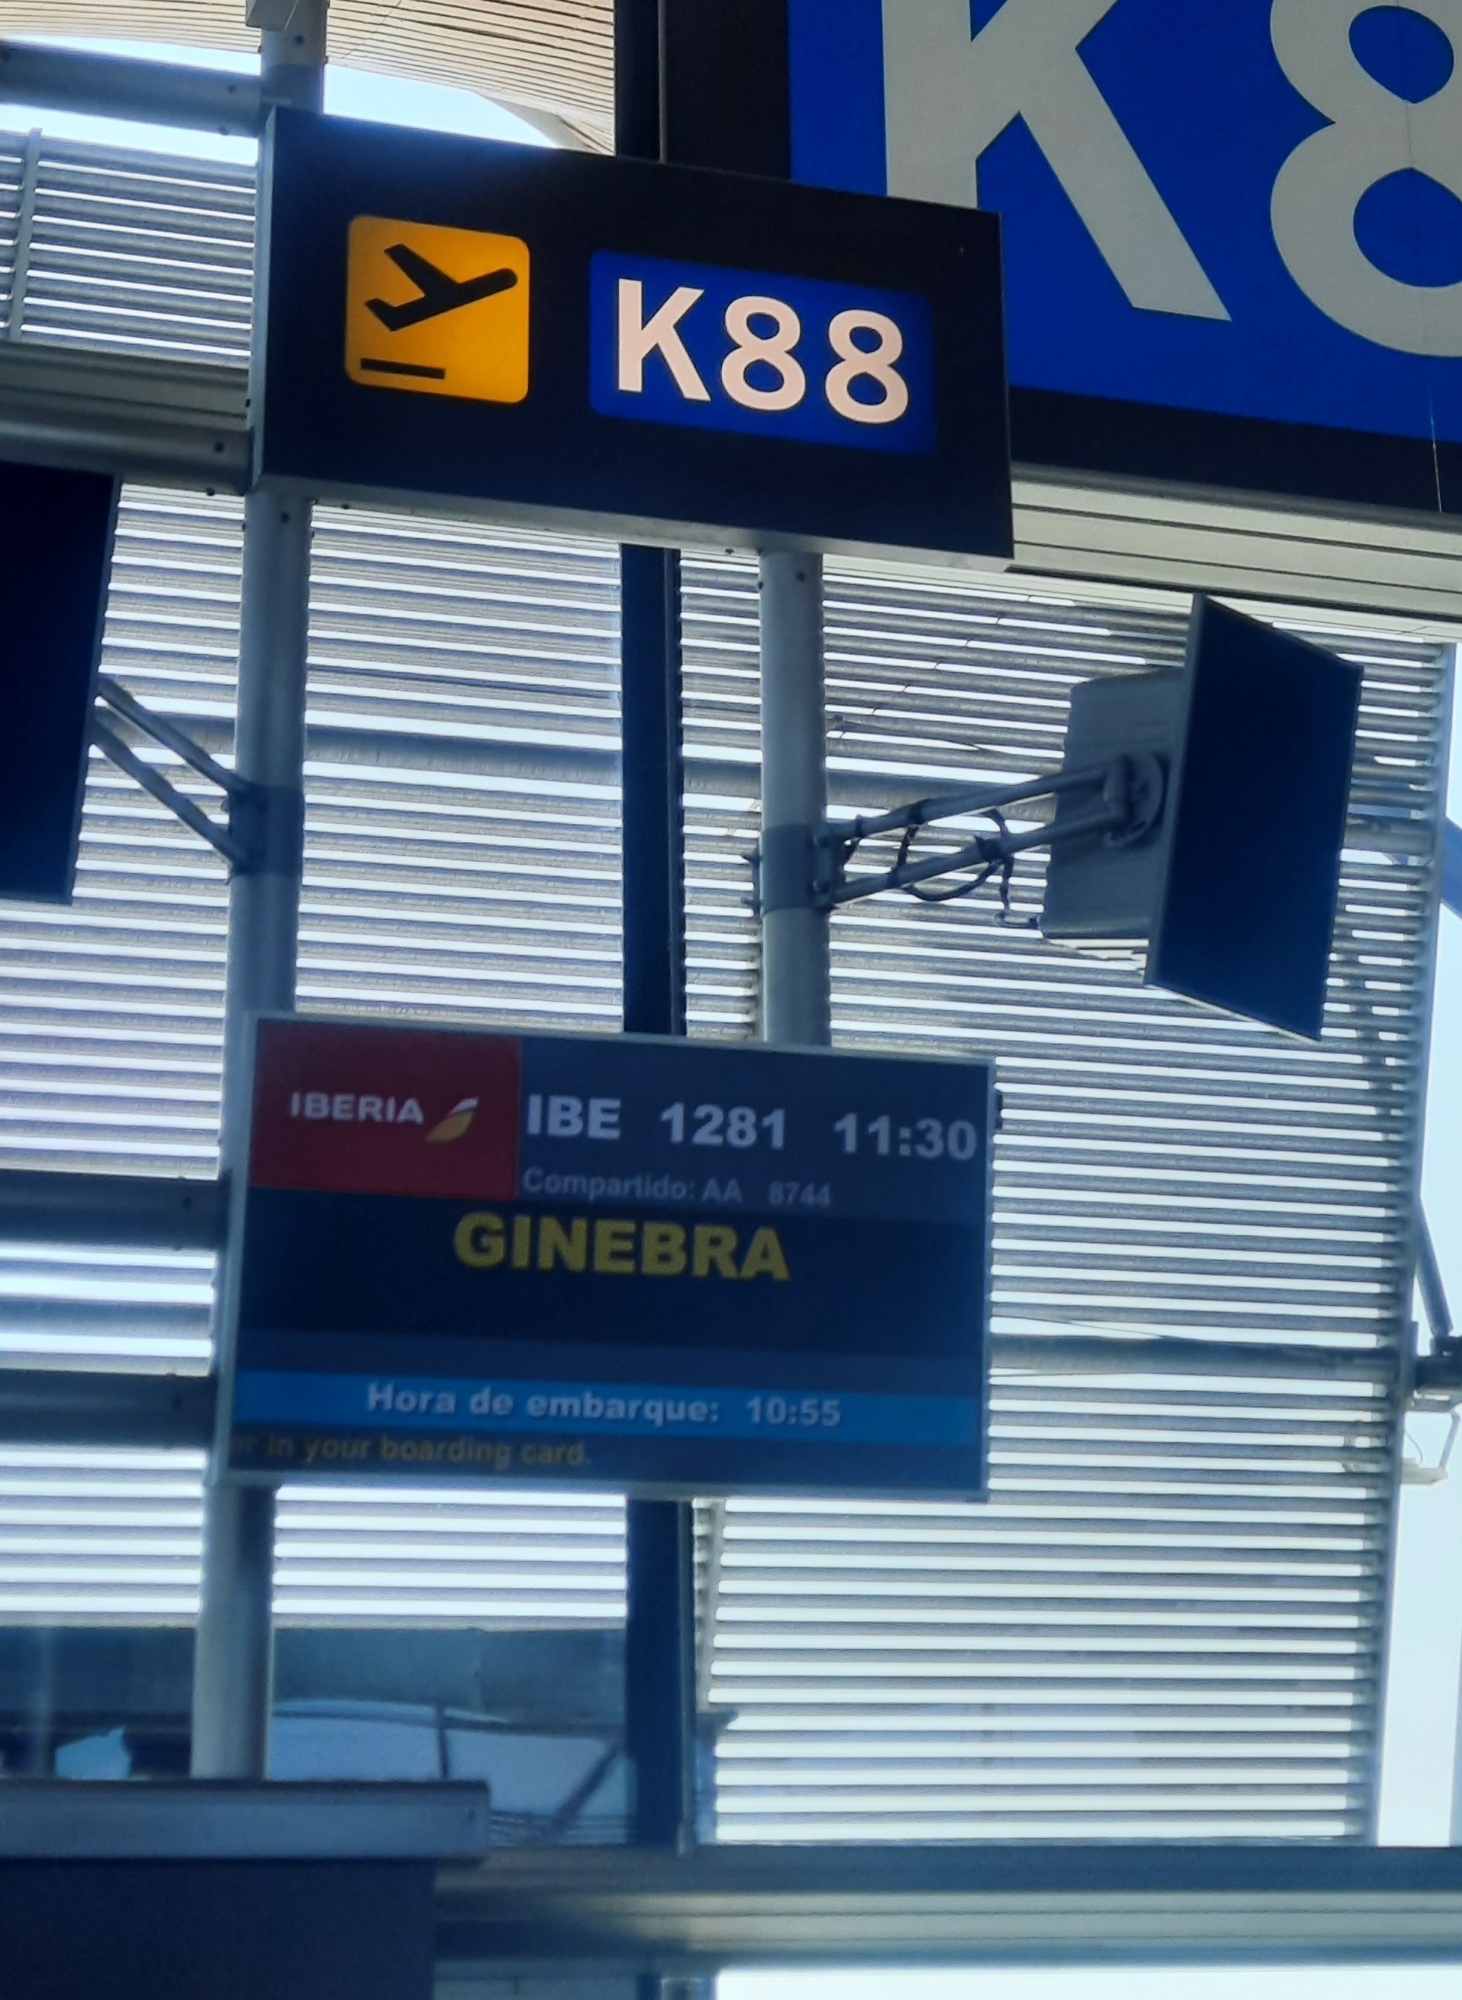 K8
K88
IBERIA
IBE 1281 11:30
Compartido: AA 8744
GINEBRA
Hora de embarque: 10:55
in your boarding card.